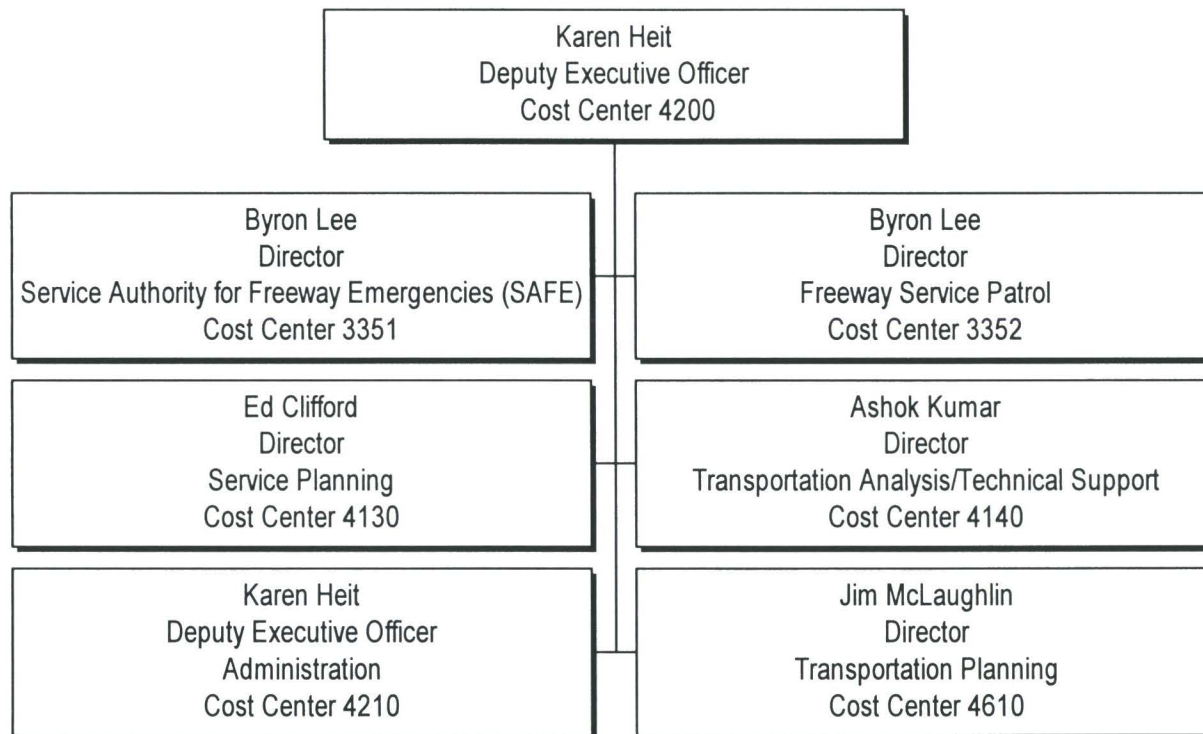 Karen Heit
Deputy Executive Officer
Cost Center 4200
Byron Lee
Director
Service Authority for Freeway Emergencies (SAFE)
Cost Center 3351
Byron Lee
Director
Freeway Service Patrol
Cost Center 3352
Ed Clifford
Director
Service Planning
Cost Center 4130
Ashok Kumar
Director
Transportation Analysis/Technical Support
Cost Center 4140
Karen Heit
Deputy Executive Officer
Administration
Cost Center 4210
Jim McLaughlin
Director
Transportation Planning
Cost Center 4610